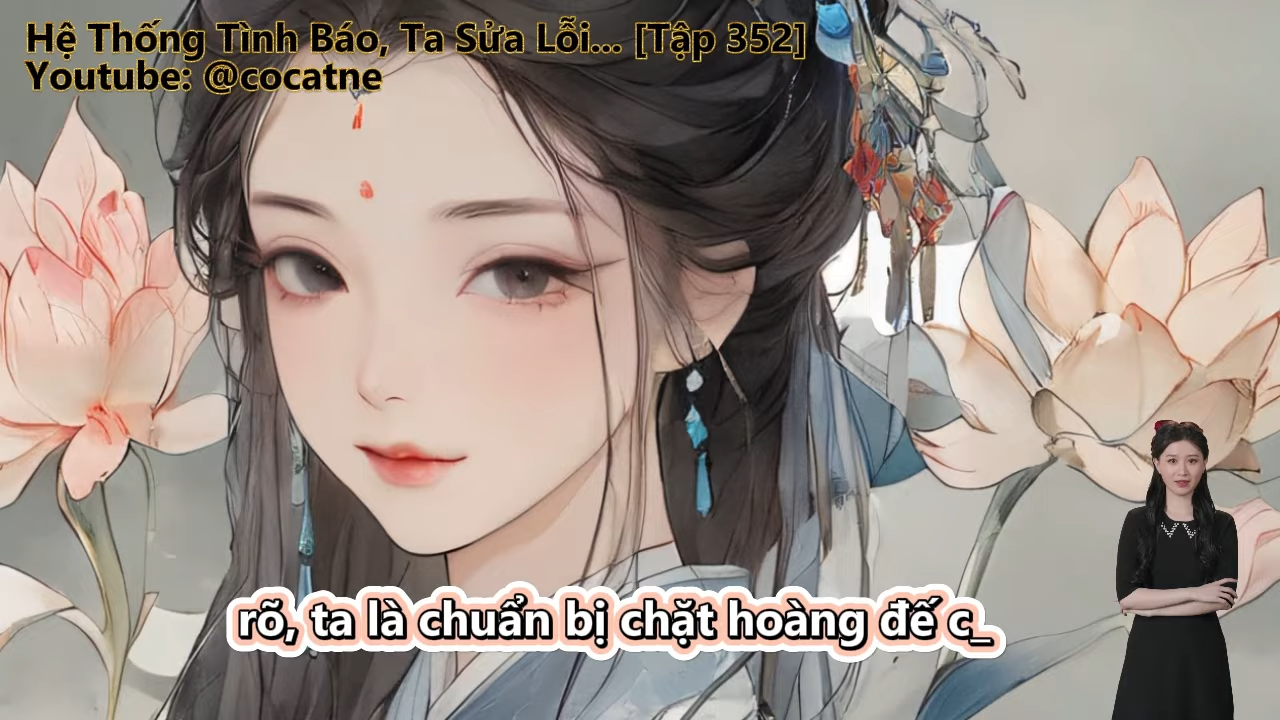 Hệ Thống Tình Báo, Ta Sửa Lỗi... [Tập 352]
Youtube: @cocatne
rõ, ta là chuẩn bị chặt hoàng đế c_